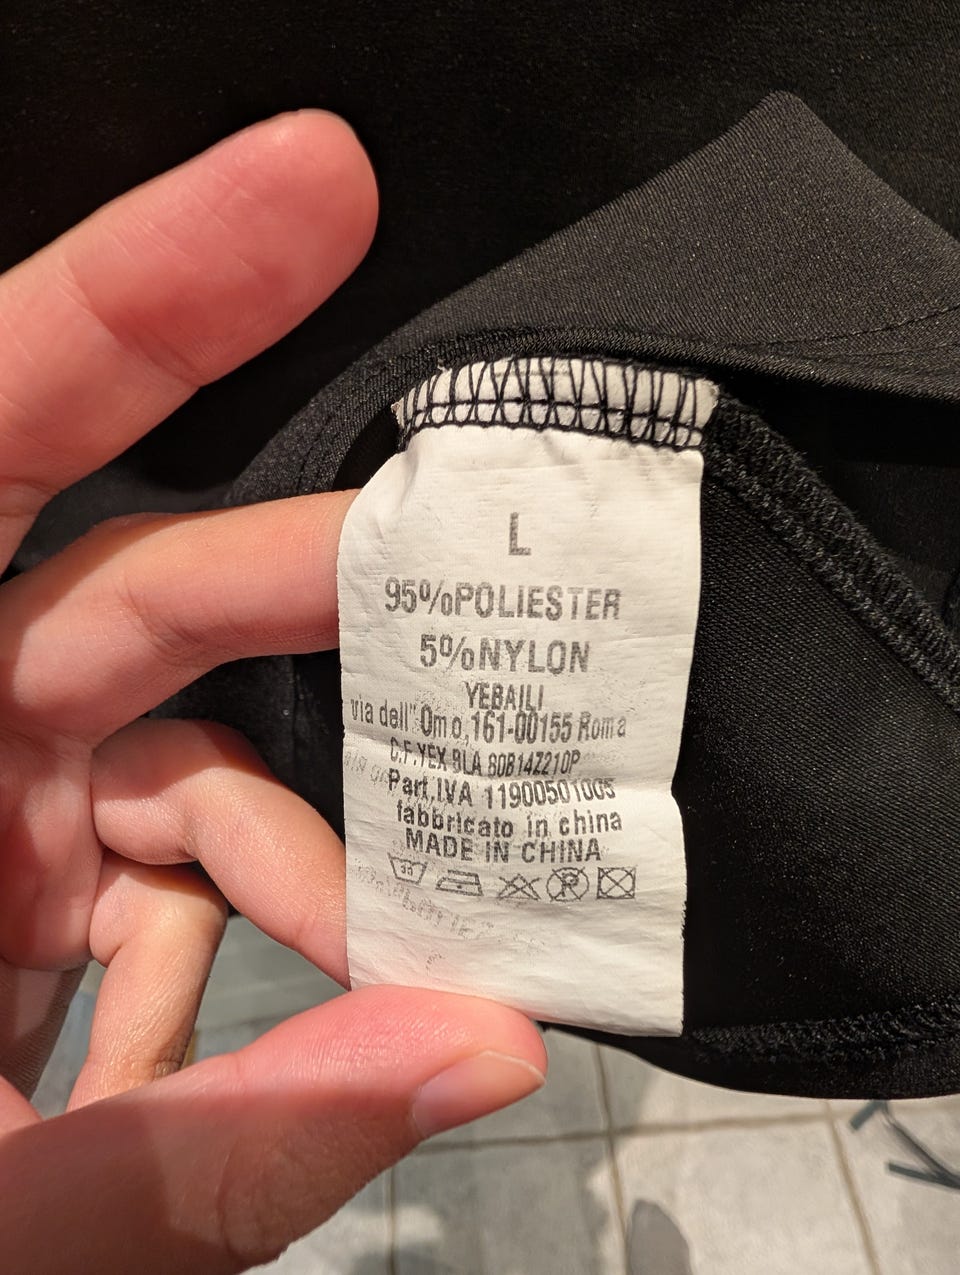 L
95%POLIESTER
5%NYLON
YEBAILI
via dell" Omo,161-00155 Roma
C.F.YEX BLA 80B14Z210P
Part.IVA 11900501005
fabbricato in china
MADE IN CHINA
30
P